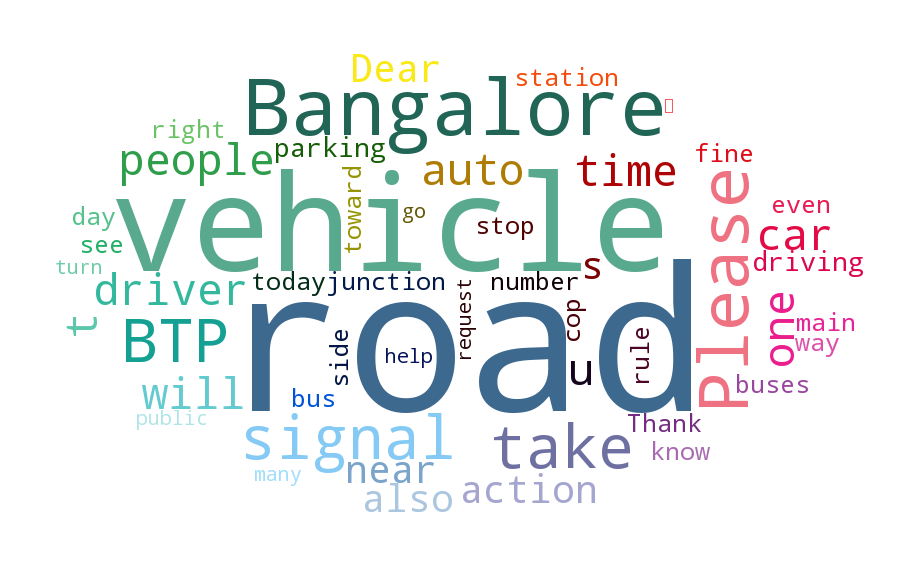 Dear
station
Bangalore
right
people
parking
auto
time
fine
vehicle
toward
go
stop
please
even
day
see
car
turn
s
driving
today
junction
number
driver
road
request
cop
one
t
BTP
side
help
rule
main
way
u
will
bus
buses
public
signal
take
Thank
know
near
many
also
action